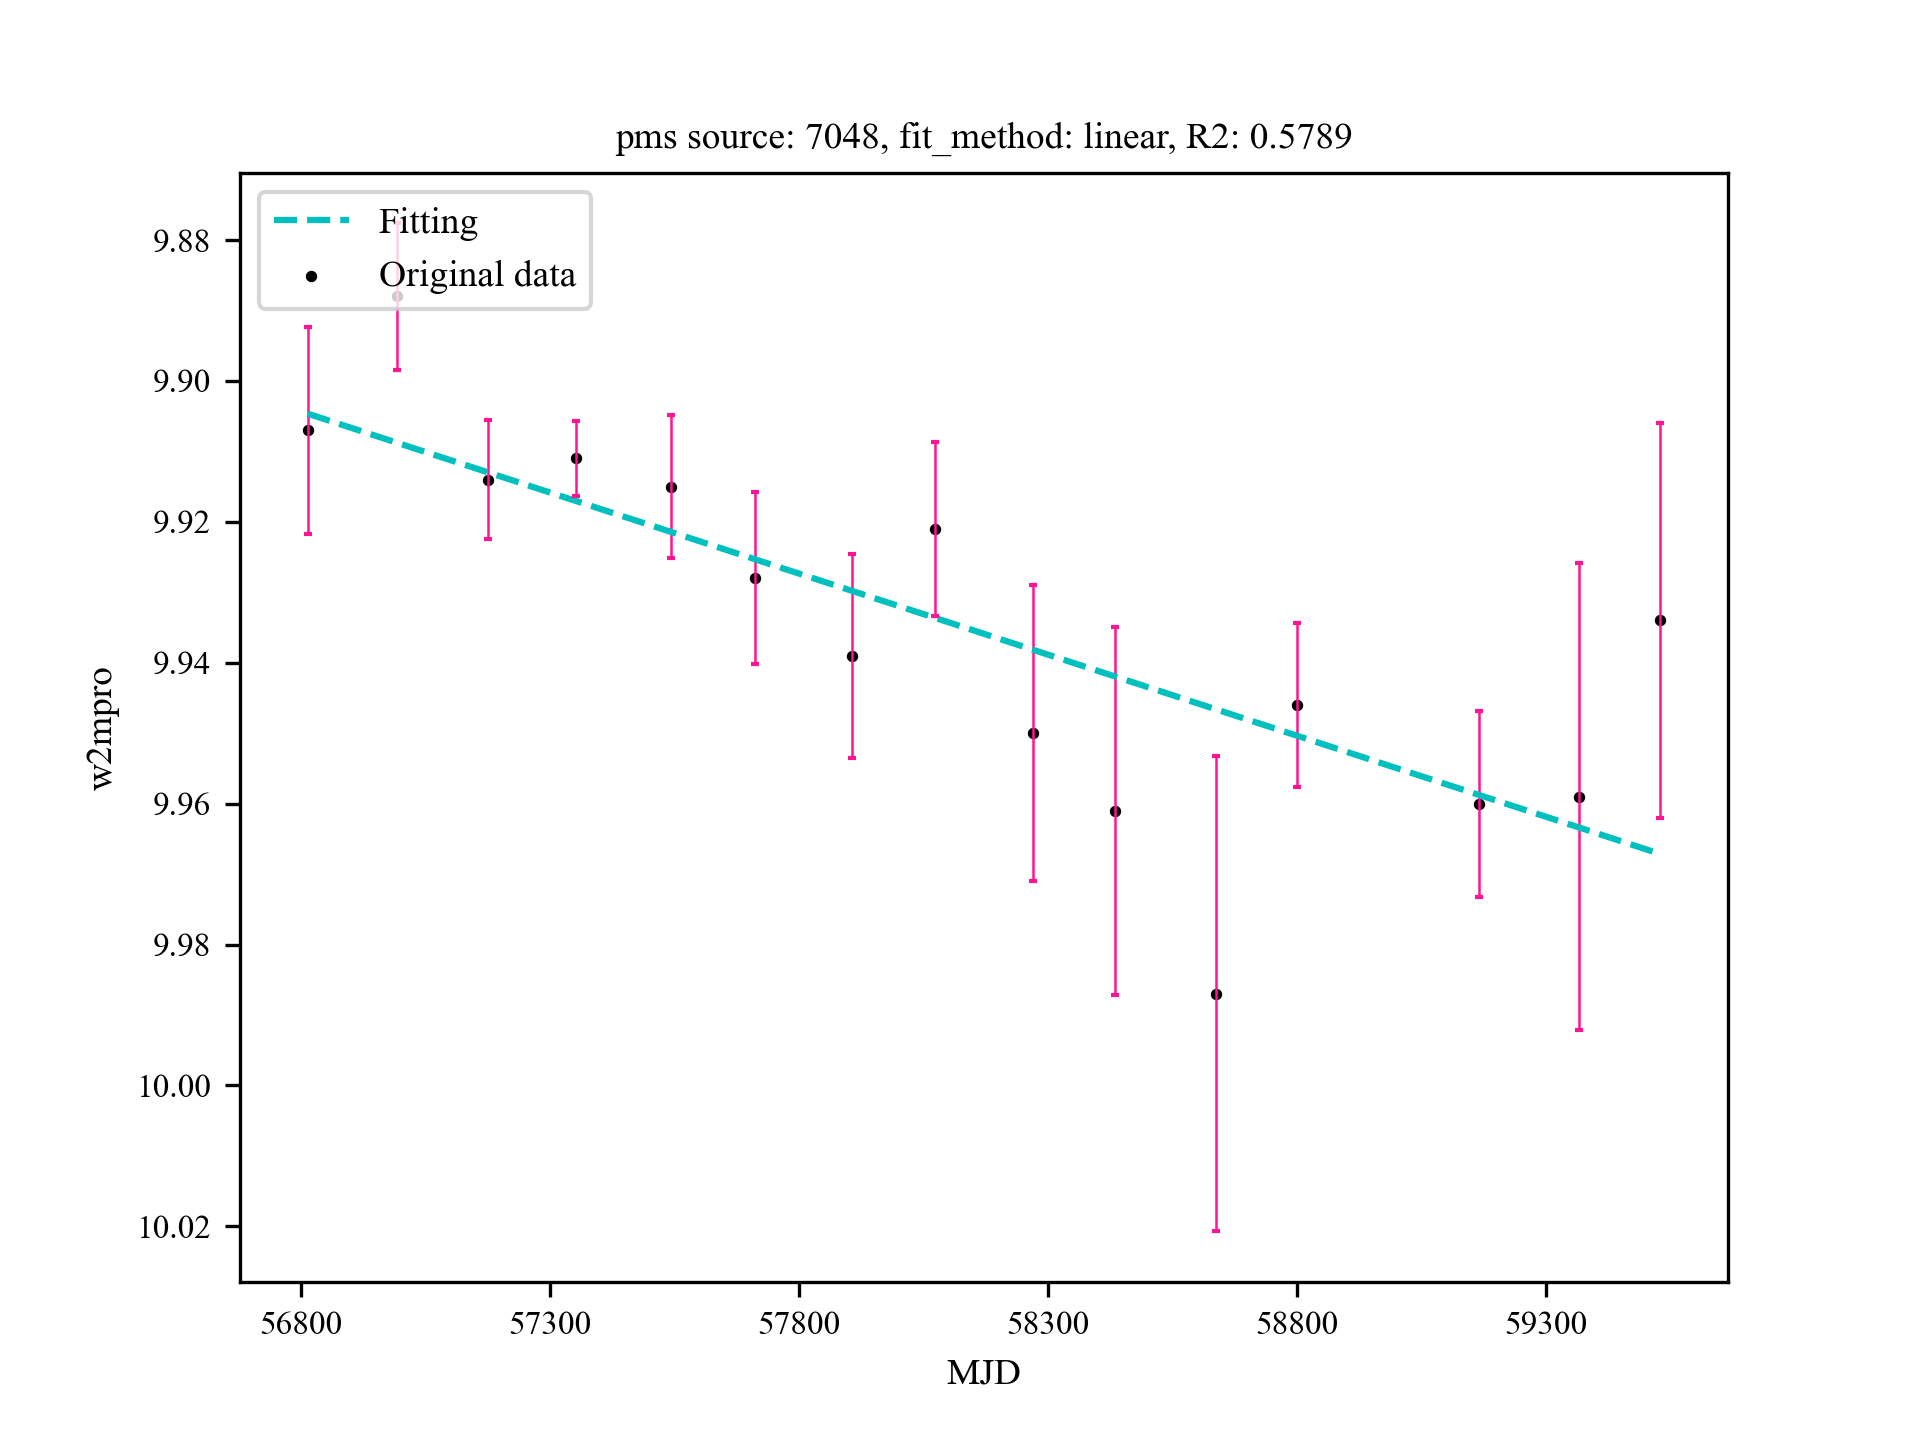 pms source: 7048, fit_method: linear, R2: 0.5789
Fitting
Original data
9.88
9.90
9.92
9.94
9.96
9.98
10.00
10.02
w2mpro
56800 57300 57800 58300 58800 59300
MJD